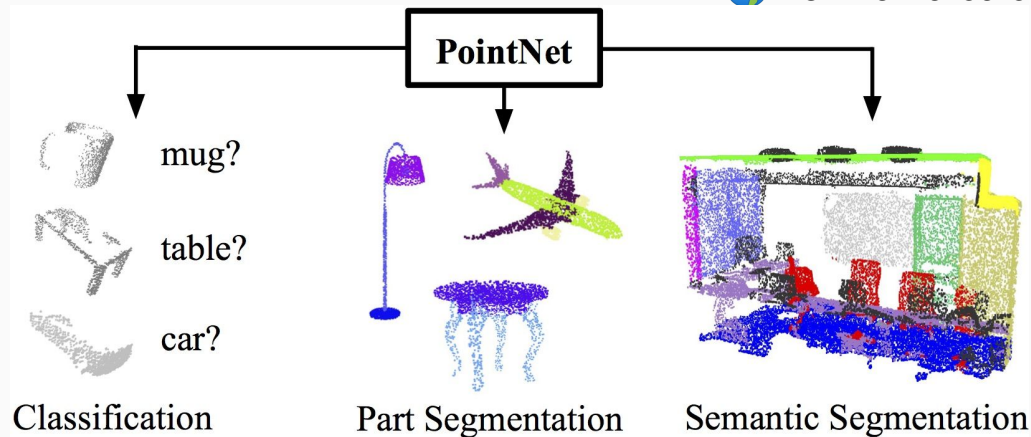 PointNet
mug?
table?
car?
Classification
Part Segmentation
Semantic Segmentation